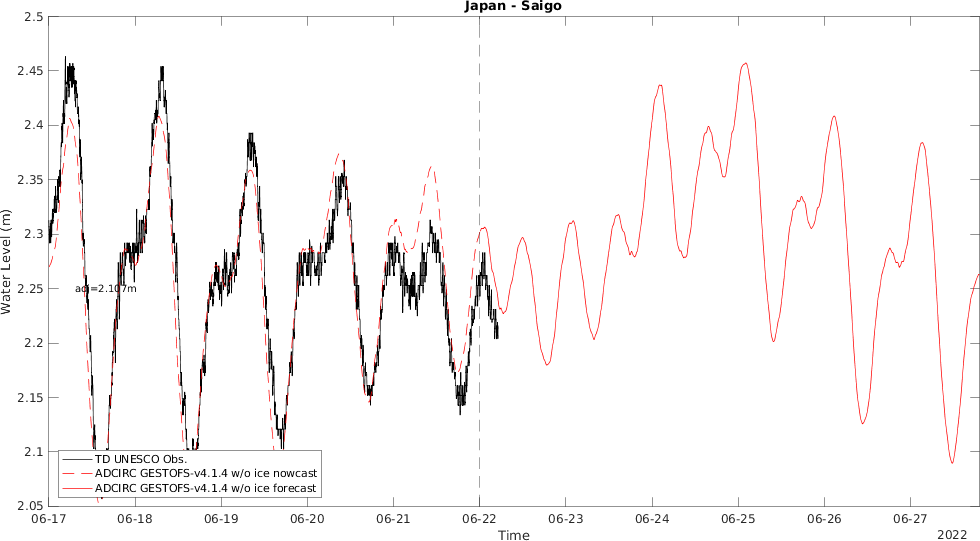 Japan - Saigo
2.5
2.45
2.4
2.35
2.3
2.25
2.2
2.15
2.1
2.05
Water Level (m)
adj=2.107m
TD UNESCO Obs.
ADCIRC GESTOFS-v4.1.4 w/o ice nowcast
ADCIRC GESTOFS-v4.1.4 w/o ice forecast
06-17 06-18 06-19 06-20 06-21 06-22 06-23 06-24 06-25 06-26 06-27
Time
2022